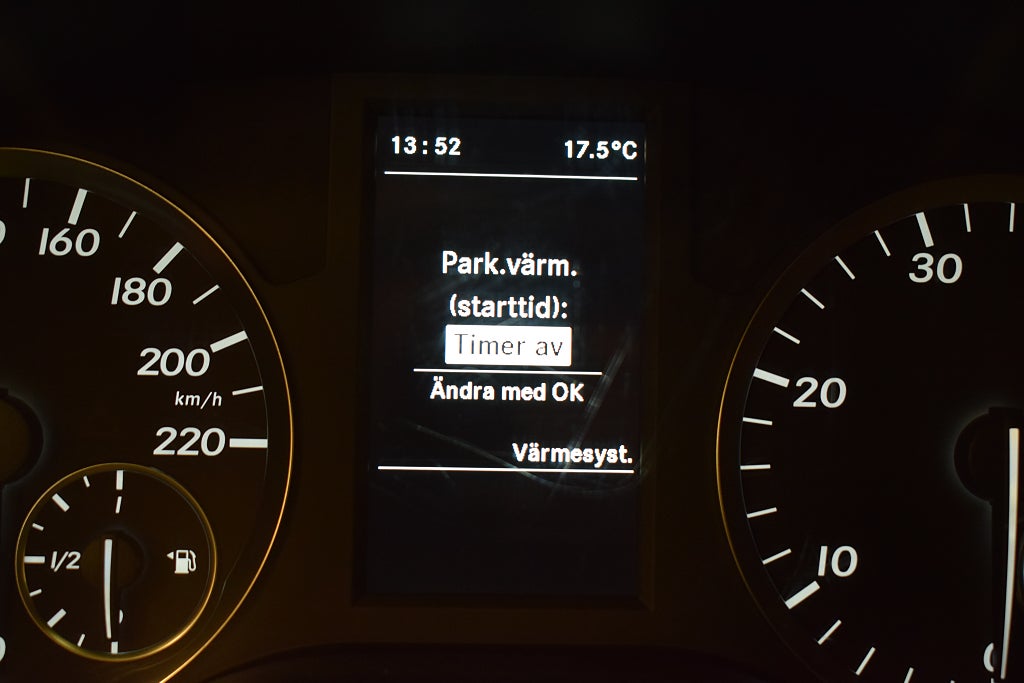 13:52 17.5°C
Park.värm.
(starttid):
Timer av
Ändra med OK
Värmesyst.
160
180
200
km/h
220
1/2
30
20
10
0